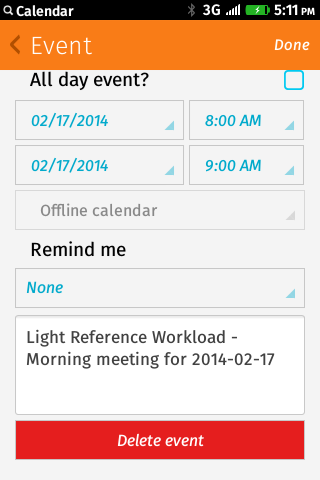 Calendar 3G 5:11 PM
Event Done
All day event?
02/17/2014 8:00 AM
02/17/2014 9:00 AM
Offline calendar
Remind me
None
Light Reference Workload -
Morning meeting for 2014-02-17
Delete event